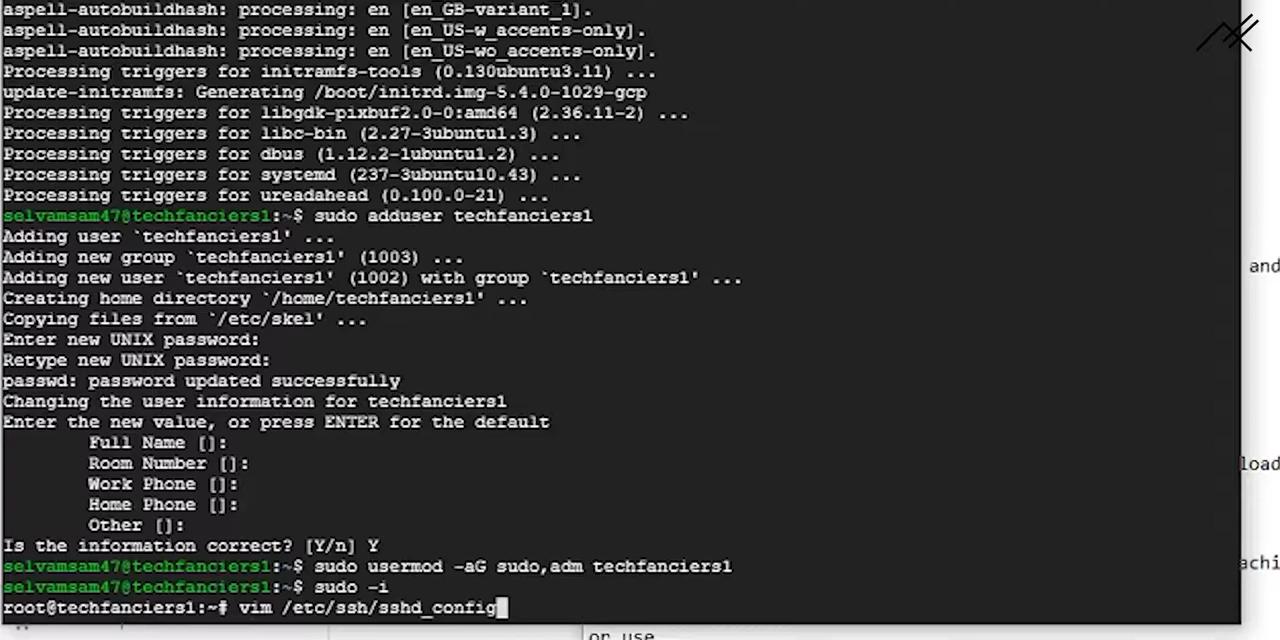 aspell-autobuildhash: processing: en [en_GB-variant_1].
aspell-autobuildhash: processing: en [en_US-w_accents-only].
aspell-autobuildhash: processing: en [en_US-wo_accents-only].
Processing triggers for initramfs-tools (0.130ubuntu3.11) ...
update-initramfs: Generating /boot/initrd.img-5.4.0-1029-gcp
Processing triggers for libgdk-pixbuf2.0-0:amd64 (2.36.11-2) ...
Processing triggers for libc-bin (2.27-3ubuntu1.3) ...
Processing triggers for dbus (1.12.2-1ubuntu1.2) ...
Processing triggers for systemd (237-3ubuntu10.43) ...
Processing triggers for ureadahead (0.100.0-21) ...
selvamsam47@techfanciers1:~$ sudo adduser techfanciers1
Adding user `techfanciers1' ...
Adding new group `techfanciers1' (1003) ...
Adding new user `techfanciers1' (1002) with group `techfanciers1' ...
Creating home directory `/home/techfanciers1' ...
Copying files from `/etc/skel' ...
Enter new UNIX password:
Retype new UNIX password:
passwd: password updated successfully
Changing the user information for techfanciers1
Enter the new value, or press ENTER for the default
Full Name []:
Room Number []:
Work Phone []:
Home Phone []:
Other []:
Is the information correct? [Y/n] Y
selvamsam47@techfanciers1:~$ sudo usermod -aG sudo,adm techfanciers1
selvamsam47@techfanciers1:~$ sudo -i
root@techfanciers1:~# vim /etc/ssh/sshd_config
and
load
achi
or use